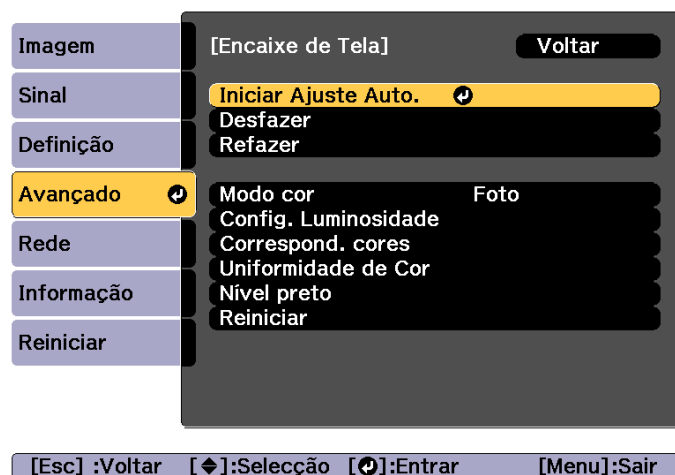 Imagem
Sinal
Definição
Avançado
Rede
Informação
Reiniciar
[Encaixe de Tela] Voltar
Iniciar Ajuste Auto.
Desfazer
Refazer
Modo cor Foto
Config. Luminosidade
Correspond. cores
Uniformidade de Cor
Nível preto
Reiniciar
[Esc] :Voltar [◆]:Selecção [↵]:Entrar [Menu]:Sair